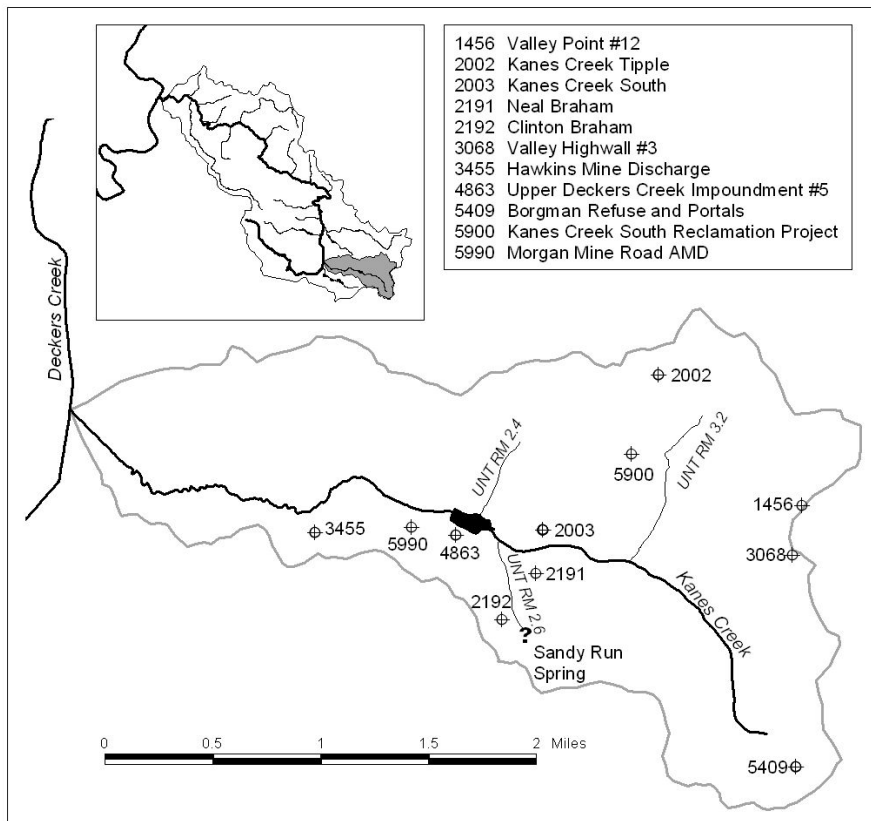 1456 Valley Point #12
2002 Kanes Creek Tipple
2003 Kanes Creek South
2191 Neal Braham
2192 Clinton Braham
3068 Valley Highwall #3
3455 Hawkins Mine Discharge
4863 Upper Deckers Creek Impoundment #5
5409 Borgman Refuse and Portals
5900 Kanes Creek South Reclamation Project
5990 Morgan Mine Road AMD
Deckers Creek
2002
UNT RM 2.4
UNT RM 3.2
5900
1456
3455
5990
4863
2003
3068
2191
UNT RM 2.6
2192
Kanes Creek
?
Sandy Run
Spring
0 0.5 1 1.5 2 Miles
5409